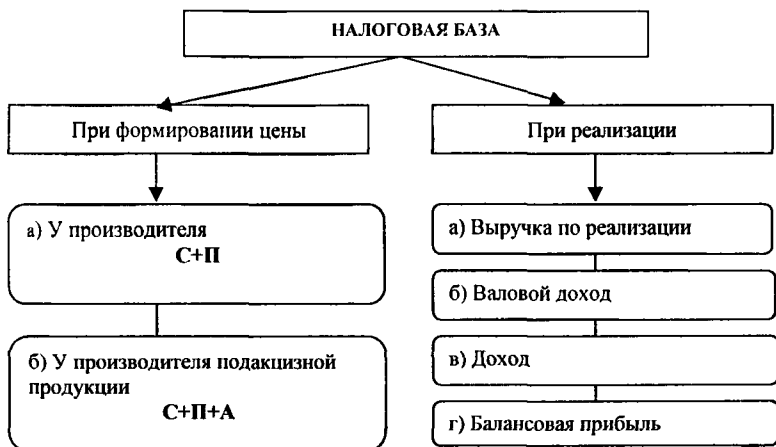 НАЛОГОВАЯ БАЗА
При формировании цены
При реализации
а) У производителя
С+П
б) У производителя подакцизной
продукции
С+П+А
а) Выручка по реализации
б) Валовой доход
в) Доход
г) Балансовая прибыль